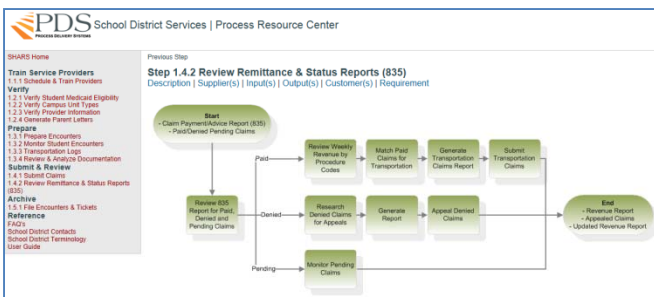 PDS School District Services | Process Resource Center
PROCESS DELIVERY SYSTEMS
SHARS Home
Train Service Providers
1.1.1 Schedule & Train Providers
Verify
1.2.1 Verify Student Medicaid Eligibility
1.2.2 Verify Campus Unit Types
1.2.3 Verify Provider Information
1.2.4 Generate Parent Letters
Prepare
1.3.1 Prepare Encounters
1.3.2 Monitor Student Encounters
1.3.3 Transportation Logs
1.3.4 Review & Analyze Documentation
Submit & Review
1.4.1 Submit Claims
1.4.2 Review Remittance & Status Reports
(835)
Archive
1.5.1 File Encounters & Tickets
Reference
FAQ's
School District Contacts
School District Terminology
User Guide
Previous Step
Step 1.4.2 Review Remittance & Status Reports (835)
Description | Supplier(s) | Input(s) | Output(s) | Customer(s) | Requirement
Start
- Claim Payment/Advice Report (835)
- Paid/Denied Pending Claims
Review 835
Report for Paid,
Denied and
Pending Claims
Paid
Review Weekly
Revenue by
Procedure
Codes
Match Paid
Claims for
Transportation
Generate
Transportation
Claims Report
Submit
Transportation
Claims
Denied
Research
Denied Claims
for Appeals
Generate
Report
Appeal Denied
Claims
Pending
Monitor Pending
Claims
End
- Revenue Report
- Appealed Claims
- Updated Revenue Report